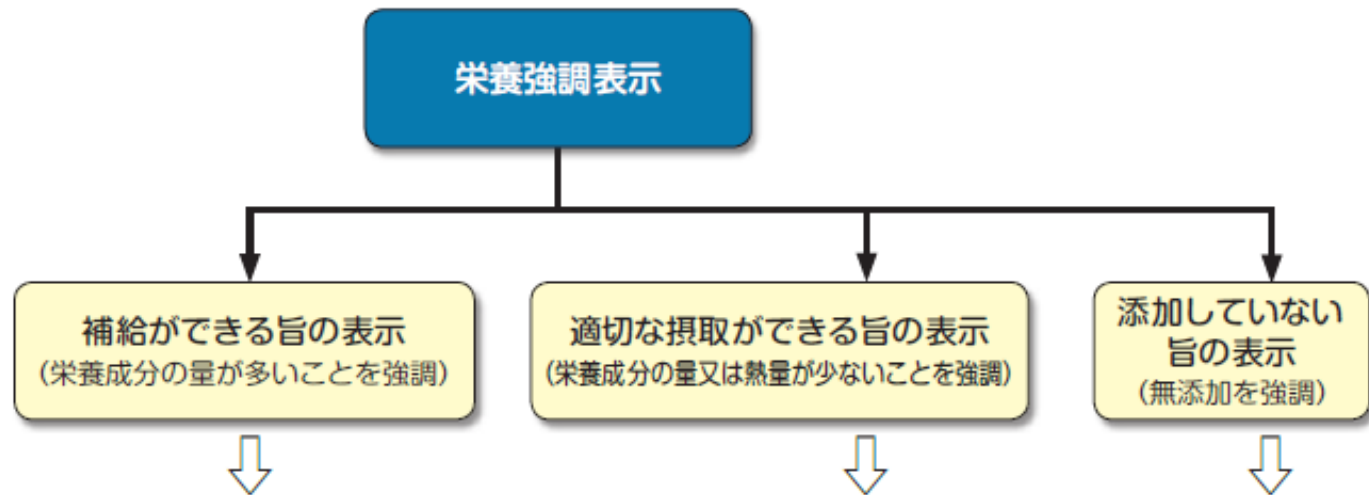 栄養強調表示
補給ができる旨の表示
（栄養成分の量が多いことを強調）
適切な摂取ができる旨の表示
（栄養成分の量又は熱量が少ないことを強調）
添加していない
旨の表示
（無添加を強調）